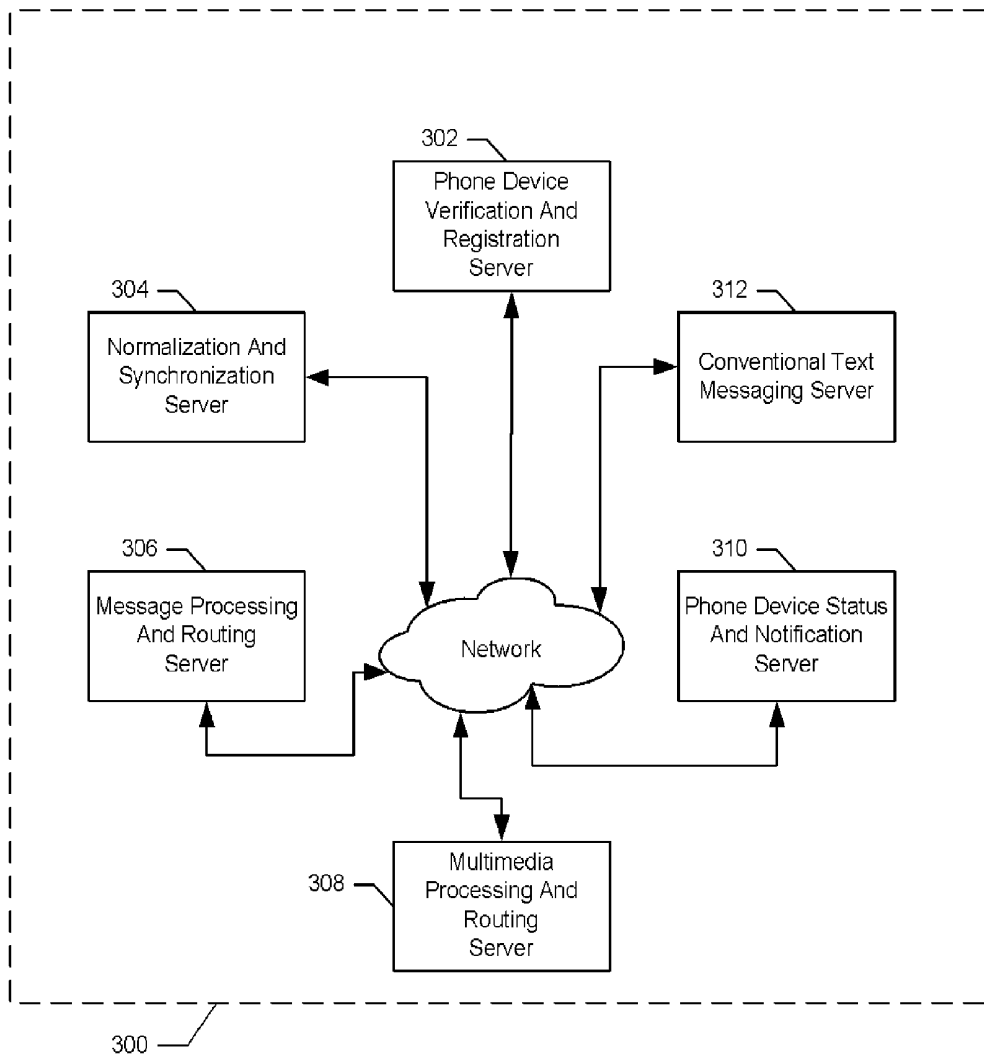 302
Phone Device
Verification And
Registration
Server
304
Normalization And
Synchronization
Server
312
Conventional Text
Messaging Server
306
Message Processing
And Routing
Server
Network
310
Phone Device Status
And Notification
Server
308
Multimedia
Processing And
Routing
Server
300